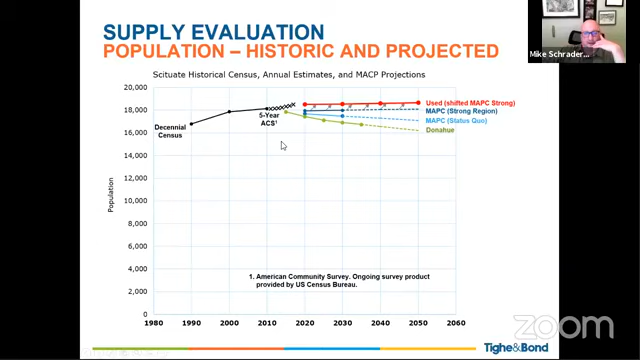 SUPPLY EVALUATION
POPULATION – HISTORIC AND PROJECTED
Mike Schrader...
Scituate Historical Census, Annual Estimates, and MACP Projections
20,000
18,000
16,000
14,000
12,000
10,000
8,000
6,000
4,000
2,000
0
Population
Decennial
Census
5-Year
ACS1
Used (shifted MAPC Strong)
MAPC (Strong Region)
MAPC (Status Quo)
Donahue
1. American Community Survey. Ongoing survey product
provided by US Census Bureau.
1980
1990
2000
2010
2020
2030
2040
2050
2060
zoom
Tighe&Bond